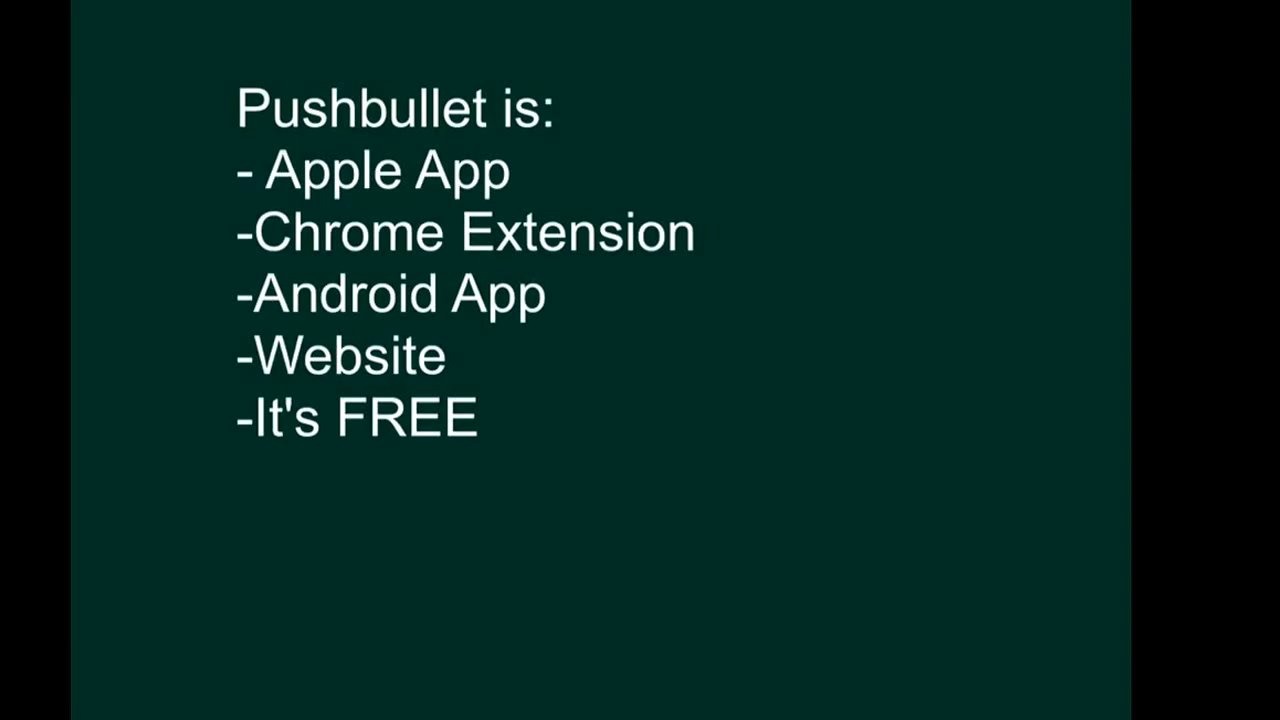 Pushbullet is:
- Apple App
-Chrome Extension
-Android App
-Website
-It's FREE